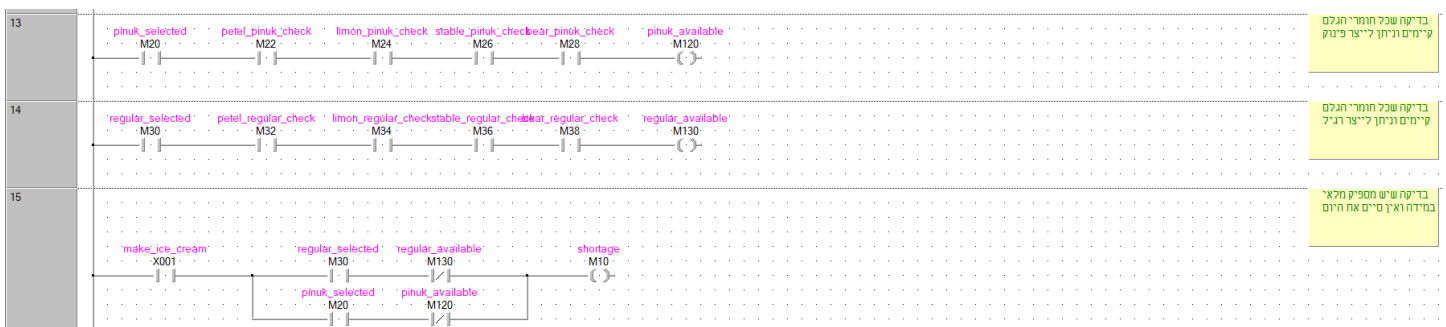 13
בדיקה שכל חומרי הגלם
קיימים וניתן לייצר פינוק
pinuk_selected petel_pinuk_check limon_pinuk_check stable_pinuk_check bear_pinuk_check pinuk_available
M20 M22 M24 M26 M28 M120
14
בדיקה שכל חומרי הגלם
קיימים וניתן לייצר רגיל
regular_selected petel_regular_check limon_regular_check stable_regular_check regular_check regular_available
M30 M32 M34 M36 M38 M130
15
בדיקה שיש מספיק מלאי
במידה ואין סיים את היום
make_ice_cream regular_selected regular_available shortage
X001 M30 M130 M10
pinuk_selected pinuk_available
M20 M120